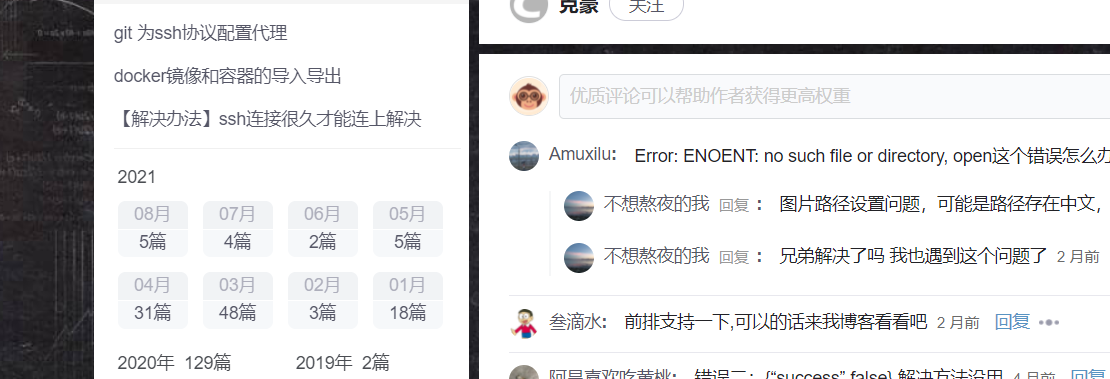 git 为ssh协议配置代理
docker镜像和容器的导入导出
【解决办法】ssh连接很久才能连上解决
2021
08月 07月 06月 05月
5篇 4篇 2篇 5篇
04月 03月 02月 01月
31篇 48篇 3篇 18篇
2020年 129篇 2019年 2篇
克蒙 关注
优质评论可以帮助作者获得更高权重
Amuxilu: Error: ENOENT: no such file or directory, open这个错误怎么办
不想熬夜的我 回复 : 图片路径设置问题，可能是路径存在中文，
不想熬夜的我 回复 : 兄弟解决了吗 我也遇到这个问题了 2 月前
叁滴水: 前排支持一下,可以的话来我博客看看吧 2 月前 回复
阿是喜欢吃黄桃: 错误二：{"success",false} 解决方法没用 4 月前 回复